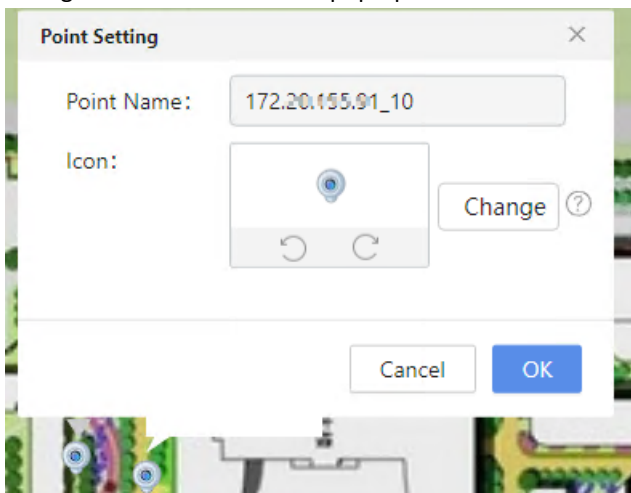 Point Setting
Point Name:
172.20.155.91_10
Icon:
Change
?
Cancel
OK